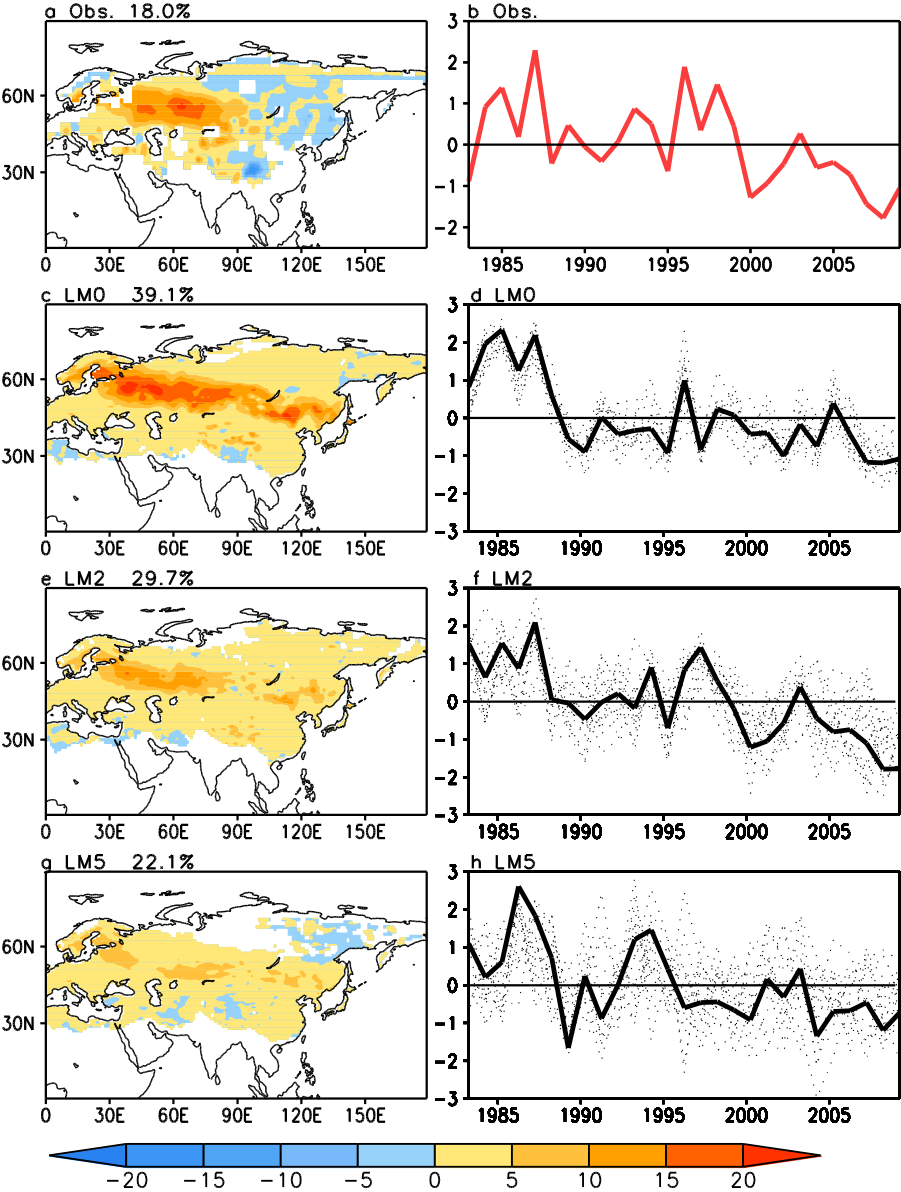 a Obs. 18.0%
60N
30N
0 30E 60E 90E 120E 150E
b Obs.
3
2
1
0
-1
-2
1985 1990 1995 2000 2005
c LM0 39.1%
60N
30N
0 30E 60E 90E 120E 150E
d LM0
3
2
1
0
-1
-2
-3
1985 1990 1995 2000 2005
e LM2 29.7%
60N
30N
0 30E 60E 90E 120E 150E
f LM2
3
2
1
0
-1
-2
-3
1985 1990 1995 2000 2005
g LM5 22.1%
60N
30N
0 30E 60E 90E 120E 150E
h LM5
3
2
1
0
-1
-2
-3
1985 1990 1995 2000 2005
-20 -15 -10 -5 0 5 10 15 20